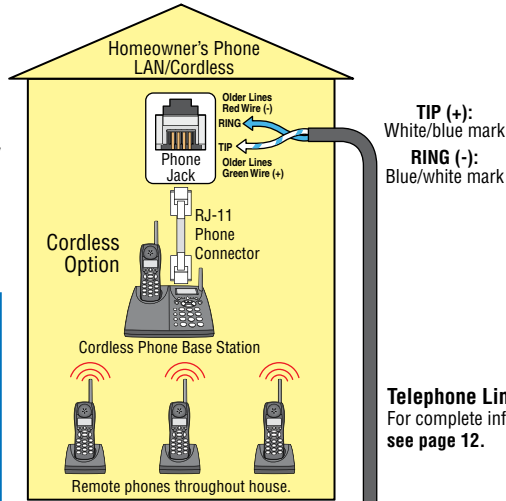 Homeowner's Phone
LAN/Cordless
Older Lines
Red Wire (-)
RING
TIP
Older Lines
Green Wire (+)
Phone
Jack
TIP (+):
White/blue mark
RING (-):
Blue/white mark
RJ-11
Phone
Connector
Cordless
Option
Cordless Phone Base Station
Remote phones throughout house.
Telephone Lin
For complete inf
see page 12.